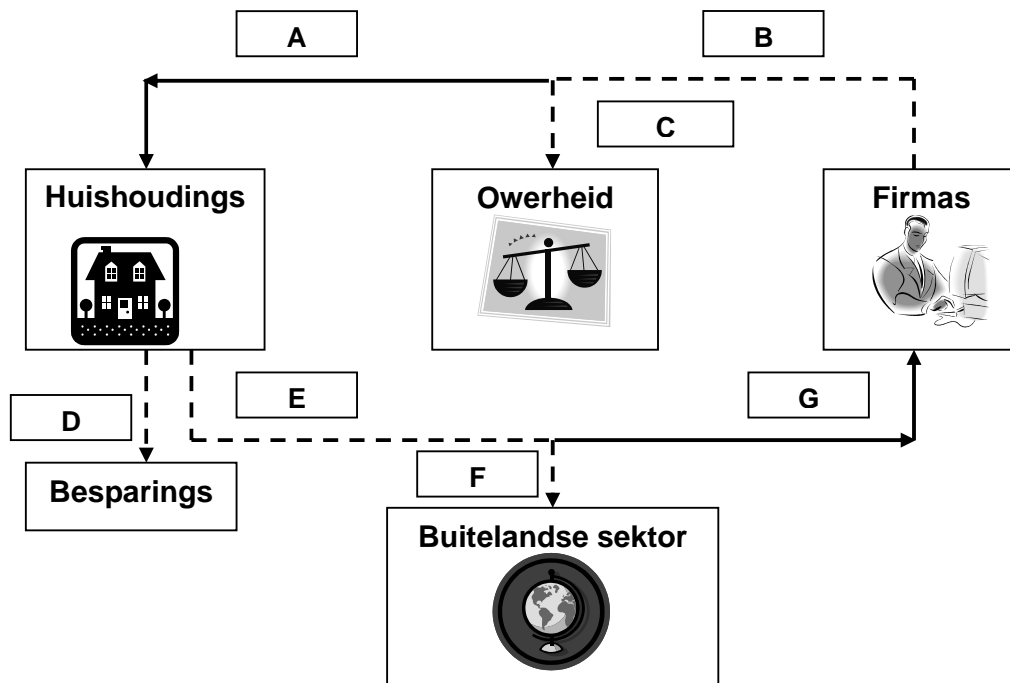 A
B
C
Huishoudings
Owerheid
Firmas
D
E
G
F
Besparings
Buitelandse sektor